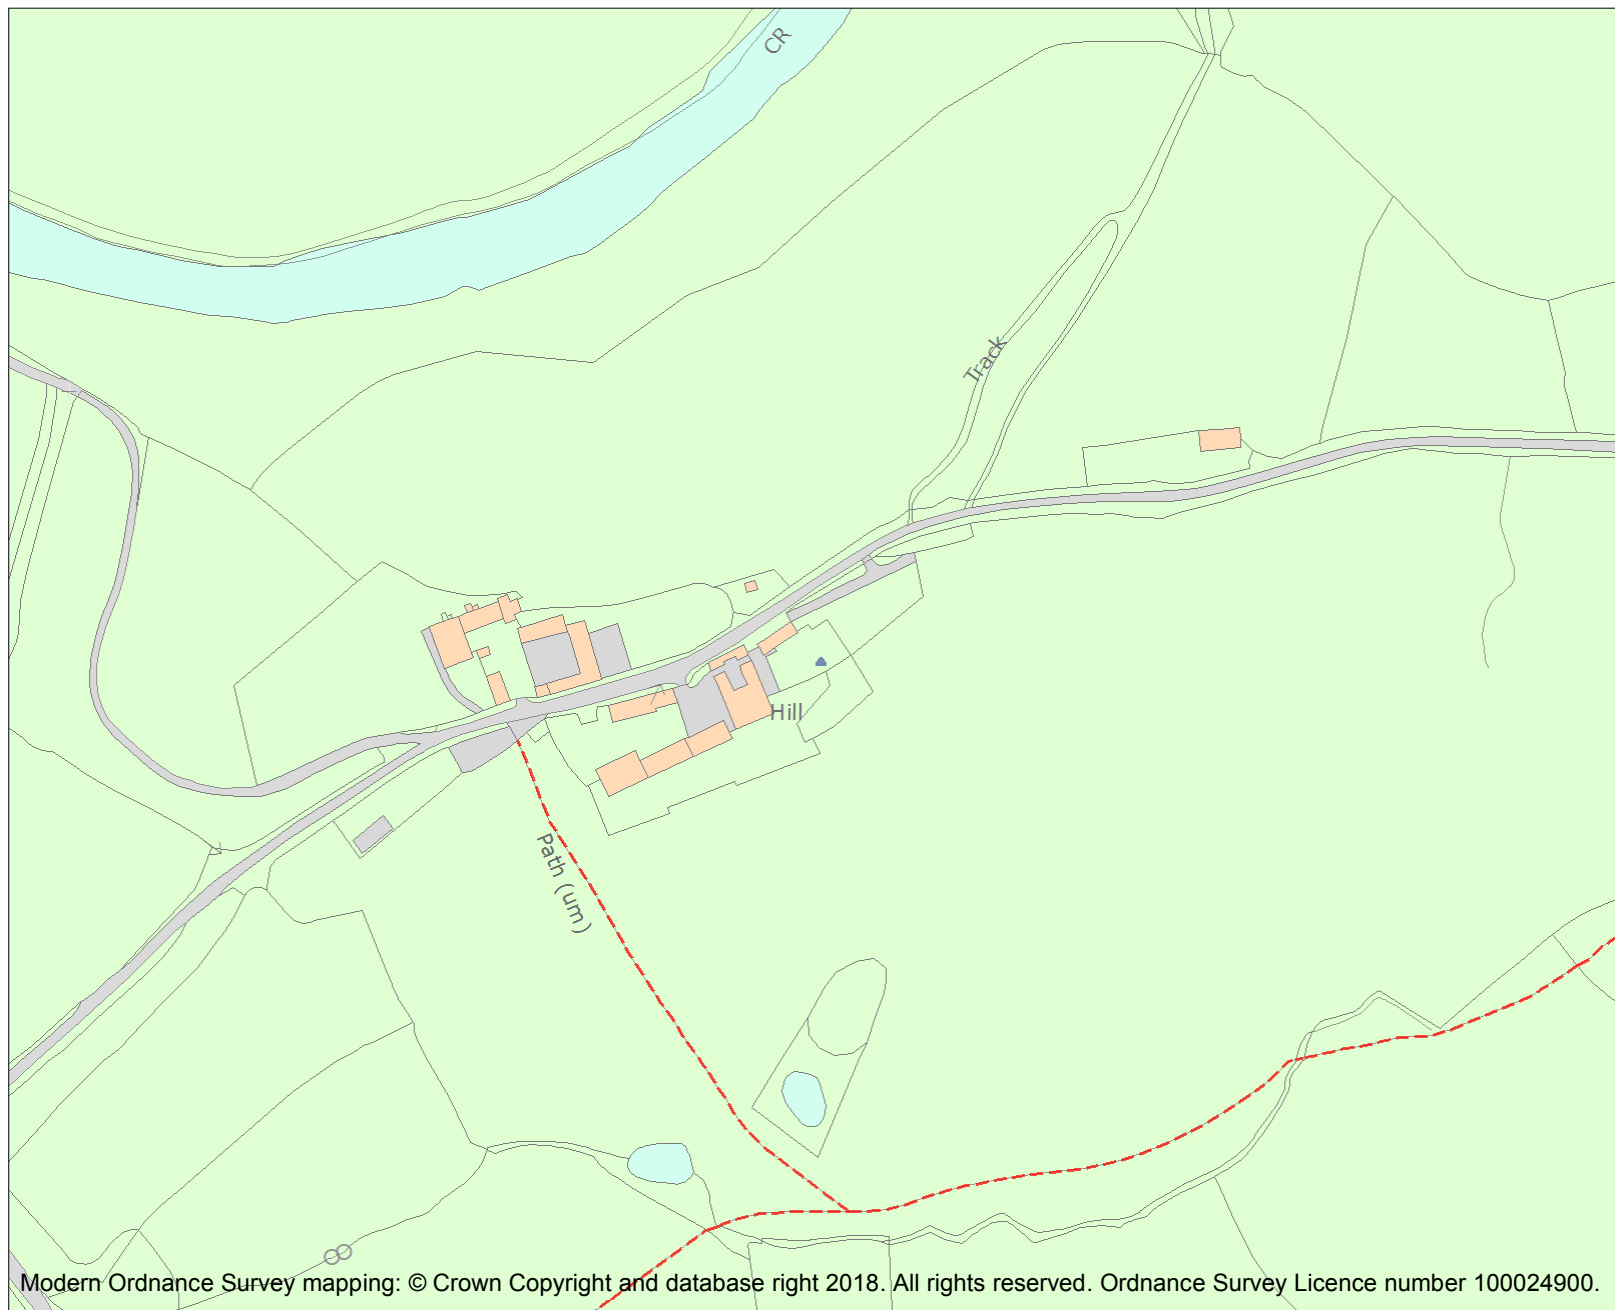 CR
Track
Hill
Path (um)
Modern Ordnance Survey mapping: © Crown Copyright and database right 2018. All rights reserved. Ordnance Survey Licence number 100024900.